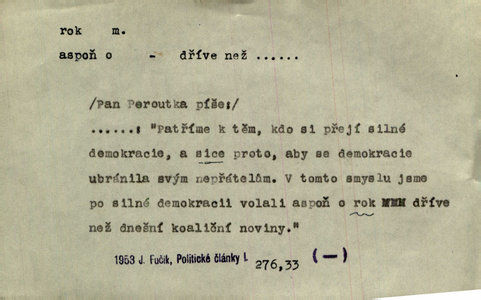 rok m.
aspoň o - dříve než ......
/Pan Peroutka píše:/
......: "Patříme k těm, kdo si přejí silné
demokracie, a sice proto, aby se demokracie
ubránila svým nepřátelům. V tomto smyslu jsme
po silné demokracii volali aspoň o rok dříve
než dnešní koaliční noviny."
1953 J. Fučík, Politické články I. 276,33 (—)